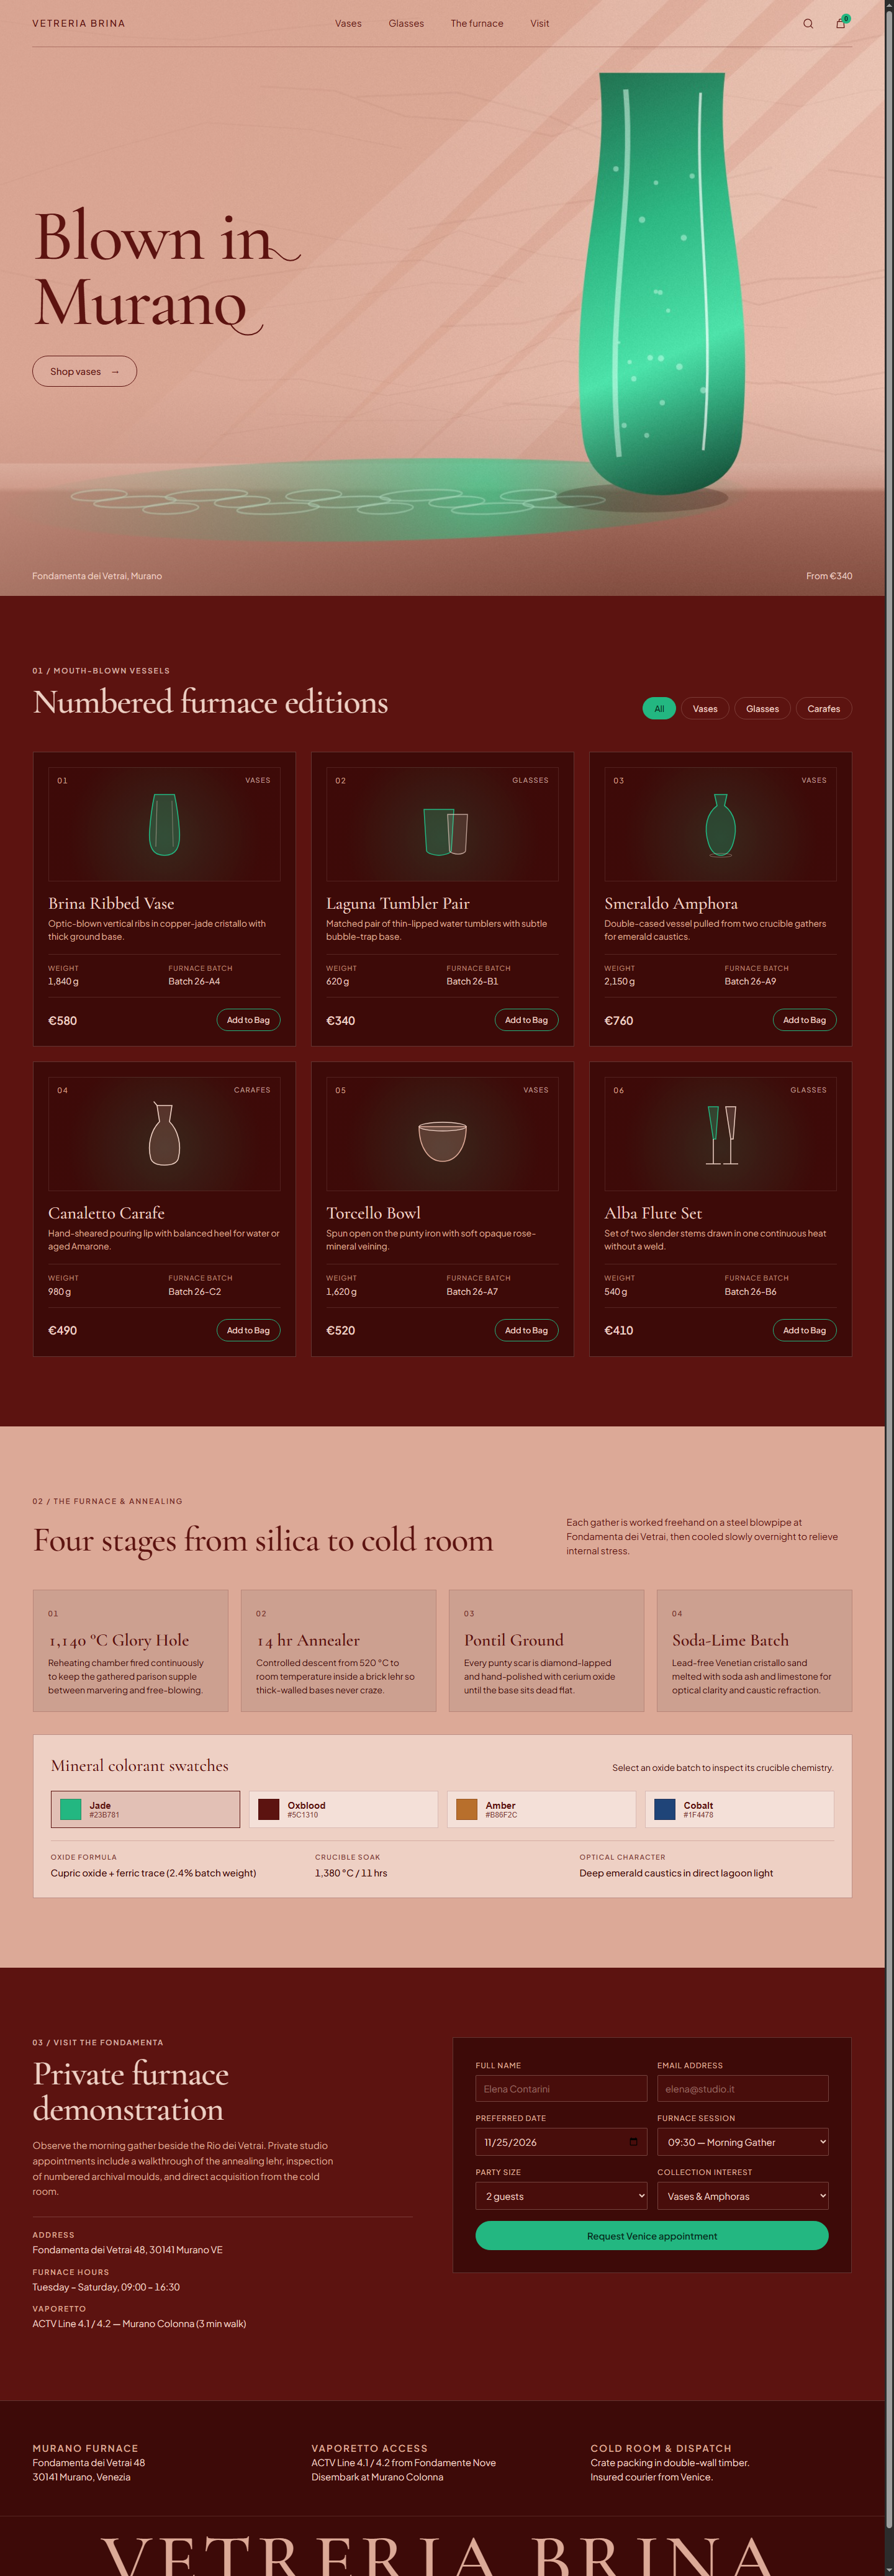 VETRERIA BRINA
Vases
Glasses
The furnace
Visit
0
Blown in
Murano
Shop vases →
Fondamenta dei Vetrai, Murano
From €340
01 / MOUTH-BLOWN VESSELS
Numbered furnace editions
All
Vases
Glasses
Carafes
01
VASES
Brina Ribbed Vase
Optic-blown vertical ribs in copper-jade cristallo with
thick ground base.
WEIGHT
1,840 g
FURNACE BATCH
Batch 26-A4
€580
Add to Bag
02
GLASSES
Laguna Tumbler Pair
Matched pair of thin-lipped water tumblers with subtle
bubble-trap base.
WEIGHT
620 g
FURNACE BATCH
Batch 26-B1
€340
Add to Bag
03
VASES
Smeraldo Amphora
Double-cased vessel pulled from two crucible gathers
for emerald caustics.
WEIGHT
2,150 g
FURNACE BATCH
Batch 26-A9
€760
Add to Bag
04
CARAFES
Canaletto Carafe
Hand-sheared pouring lip with balanced heel for water or
aged Amarone.
WEIGHT
980 g
FURNACE BATCH
Batch 26-C2
€490
Add to Bag
05
VASES
Torcello Bowl
Spun open on the punty iron with soft opaque rose-
mineral veining.
WEIGHT
1,620 g
FURNACE BATCH
Batch 26-A7
€520
Add to Bag
06
GLASSES
Alba Flute Set
Set of two slender stems drawn in one continuous heat
without a weld.
WEIGHT
540 g
FURNACE BATCH
Batch 26-B6
€410
Add to Bag
02 / THE FURNACE & ANNEALING
Four stages from silica to cold room
Each gather is worked freehand on a steel blowpipe at
Fondamenta dei Vetrai, then cooled slowly overnight to relieve
internal stress.
01
1,140 °C Glory Hole
Reheating chamber fired continuously
to keep the gathered parison supple
between marvering and free-blowing.
02
14 hr Annealer
Controlled descent from 520 °C to
room temperature inside a brick lehr so
thick-walled bases never craze.
03
Pontil Ground
Every punty scar is diamond-lapped
and hand-polished with cerium oxide
until the base sits dead flat.
04
Soda-Lime Batch
Lead-free Venetian cristallo sand
melted with soda ash and limestone for
optical clarity and caustic refraction.
Mineral colorant swatches
Select an oxide batch to inspect its crucible chemistry.
Jade
#23B781
Oxblood
#5C1310
Amber
#B86F2C
Cobalt
#1F4478
OXIDE FORMULA
Cupric oxide + ferric trace (2.4% batch weight)
CRUCIBLE SOAK
1,380 °C / 11 hrs
OPTICAL CHARACTER
Deep emerald caustics in direct lagoon light
03 / VISIT THE FONDAMENTA
Private furnace
demonstration
Observe the morning gather beside the Rio dei Vetrai. Private studio
appointments include a walkthrough of the annealing lehr, inspection
of numbered archival moulds, and direct acquisition from the cold
room.
ADDRESS
Fondamenta dei Vetrai 48, 30141 Murano VE
FURNACE HOURS
Tuesday – Saturday, 09:00 – 16:30
VAPORETTO
ACTV Line 4.1 / 4.2 — Murano Colonna (3 min walk)
FULL NAME
Elena Contarini
EMAIL ADDRESS
elena@studio.it
PREFERRED DATE
11/25/2026
FURNACE SESSION
09:30 — Morning Gather
PARTY SIZE
2 guests
COLLECTION INTEREST
Vases & Amphoras
Request Venice appointment
MURANO FURNACE
Fondamenta dei Vetrai 48
30141 Murano, Venezia
VAPORETTO ACCESS
ACTV Line 4.1 / 4.2 from Fondamente Nove
Disembark at Murano Colonna
COLD ROOM & DISPATCH
Crate packing in double-wall timber.
Insured courier from Venice.
VETRERIA BRINA